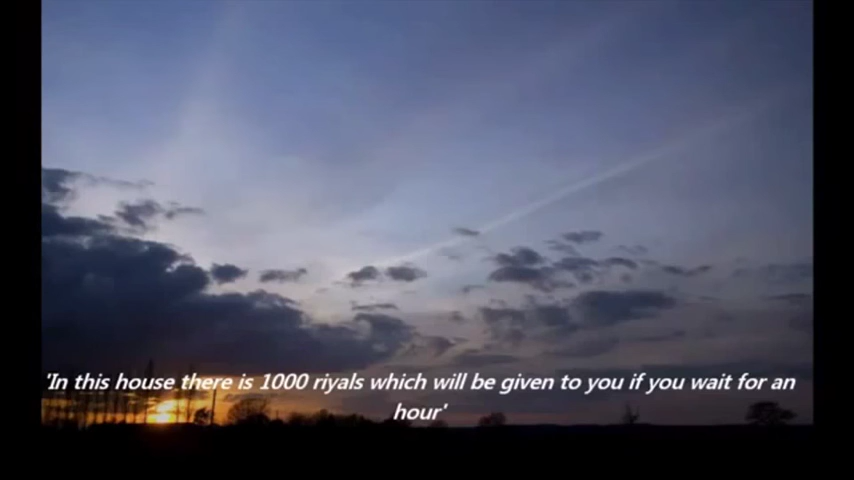 'In this house there is 1000 riyals which will be given to you if you wait for an
hour'